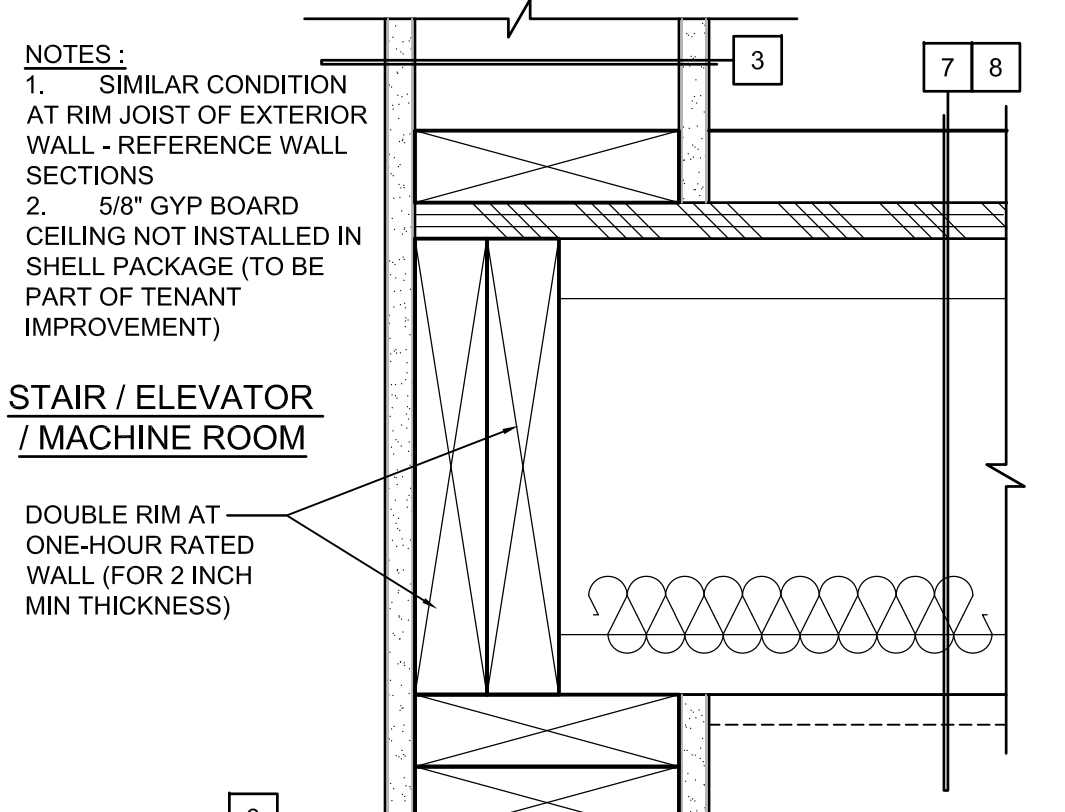 NOTES :
1. SIMILAR CONDITION
AT RIM JOIST OF EXTERIOR
WALL - REFERENCE WALL
SECTIONS
2. 5/8" GYP BOARD
CEILING NOT INSTALLED IN
SHELL PACKAGE (TO BE
PART OF TENANT
IMPROVEMENT)
3
7 8
STAIR / ELEVATOR
/ MACHINE ROOM
DOUBLE RIM AT
ONE-HOUR RATED
WALL (FOR 2 INCH
MIN THICKNESS)